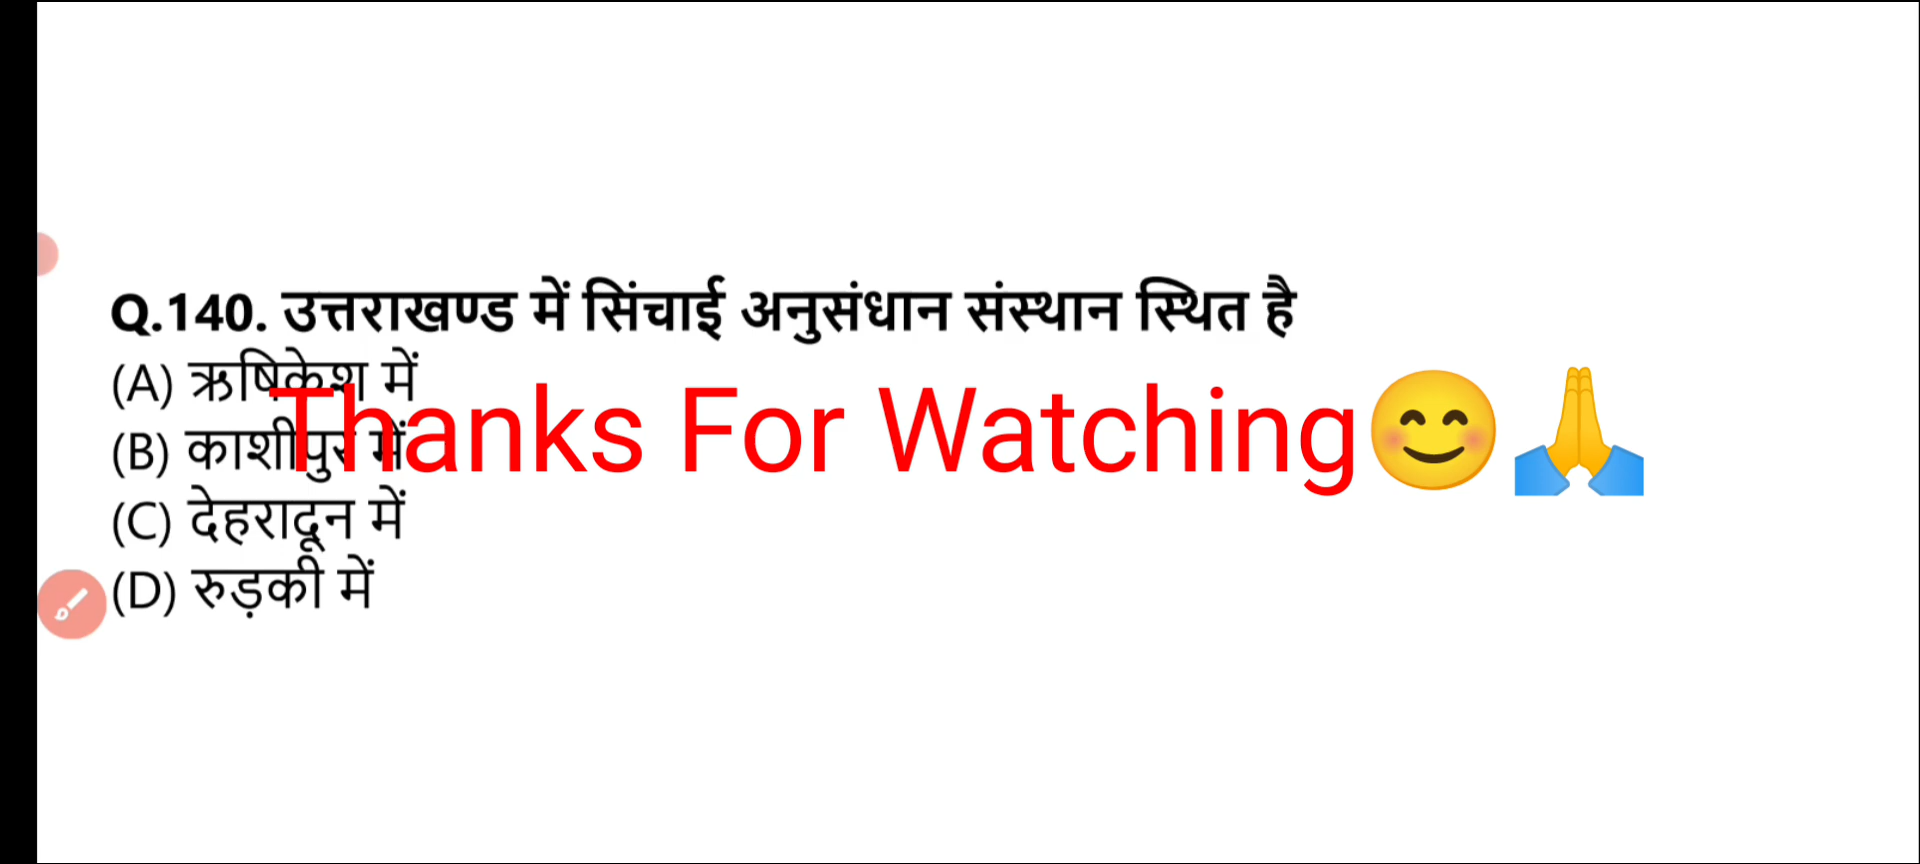 Q.140. उत्तराखण्ड में सिंचाई अनुसंधान संस्थान स्थित है
(A) ऋषिकेश में
Thanks For Watching😊🙏
(B) काशीपुर में
(C) देहरादून में
(D) रुड़की में